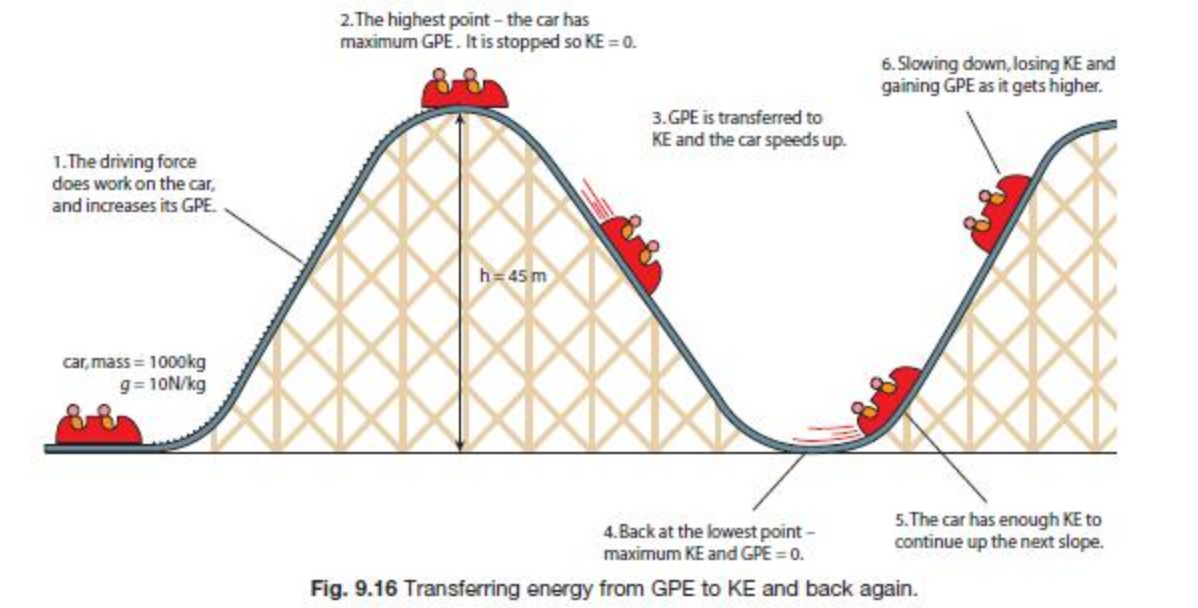 2.The highest point – the car has
maximum GPE . It is stopped so KE = 0.
6. Slowing down, losing KE and
gaining GPE as it gets higher.
3.GPE is transferred to
KE and the car speeds up.
1.The driving force
does work on the car,
and increases its GPE.
h = 45 m
car, mass = 1000kg
g = 10N/kg
4.Back at the lowest point –
maximum KE and GPE = 0.
5.The car has enough KE to
continue up the next slope.
Fig. 9.16 Transferring energy from GPE to KE and back again.